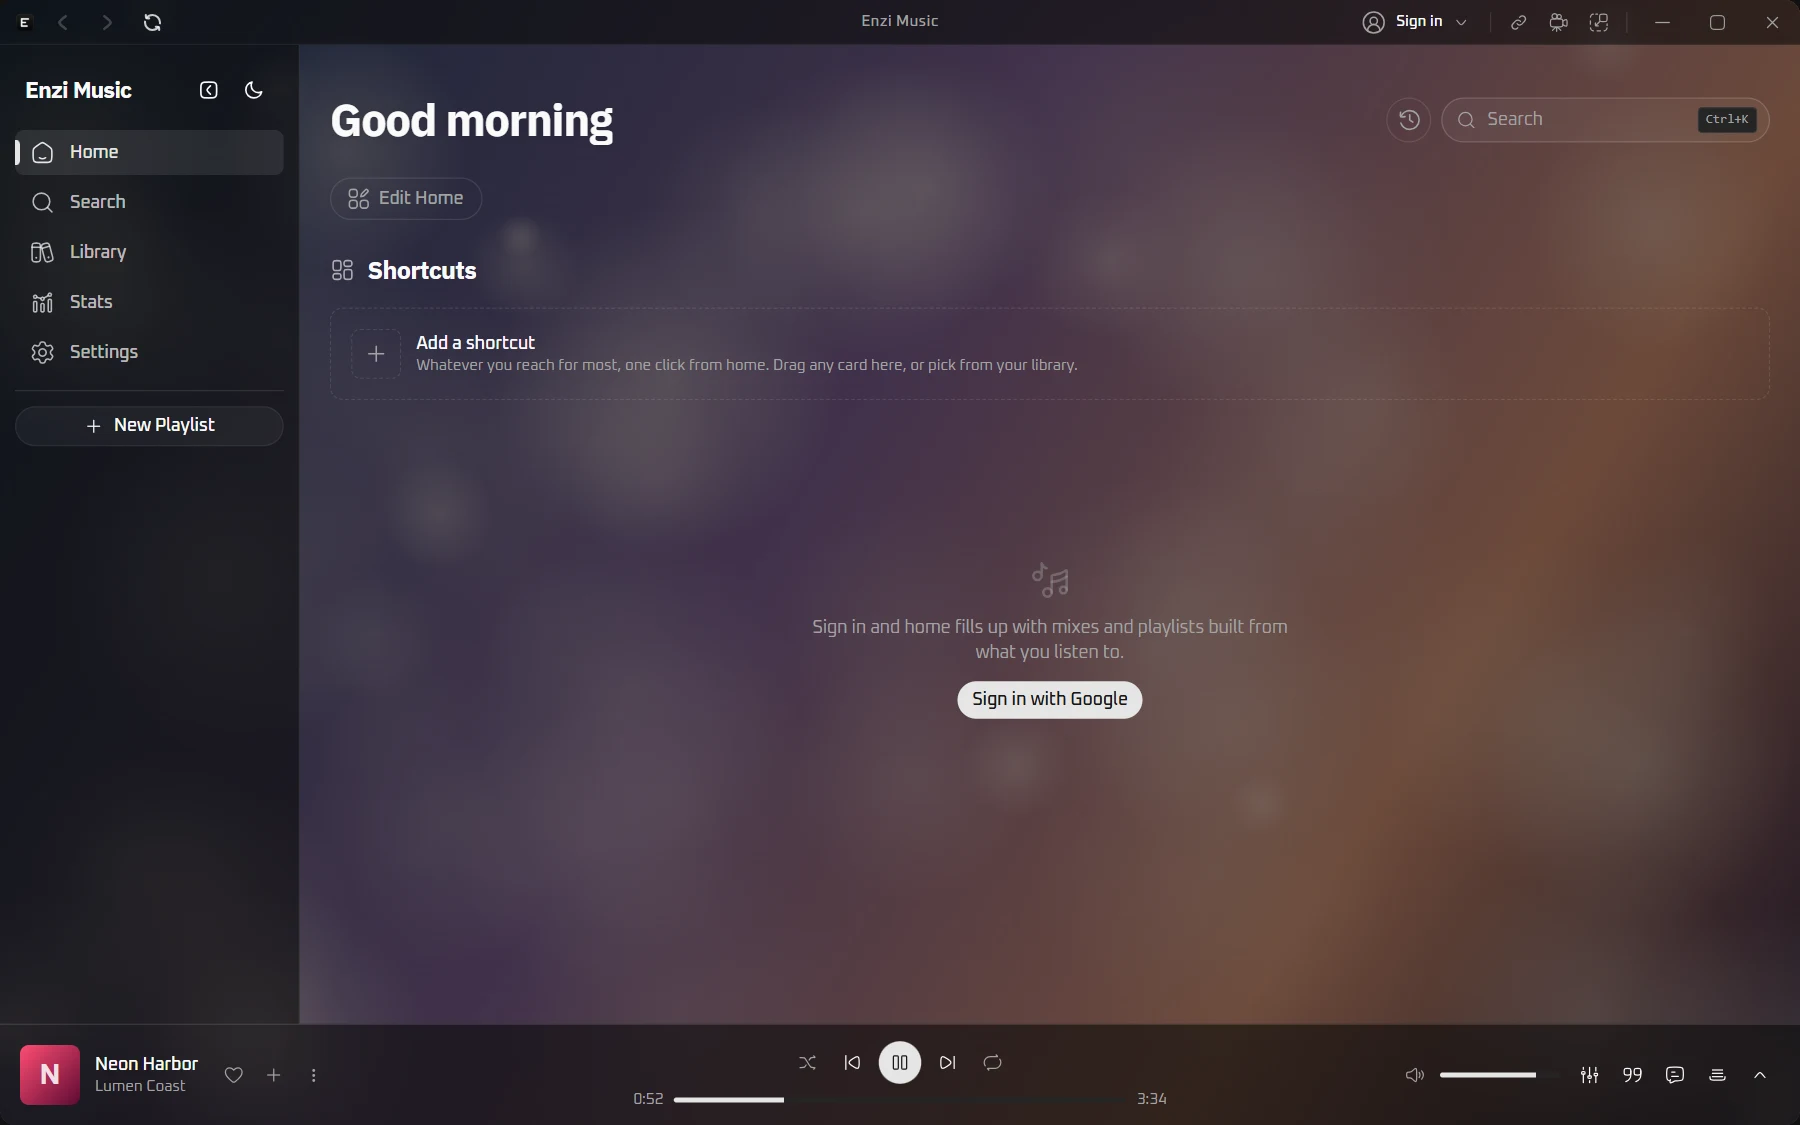 E
Enzi Music
Sign in
Enzi Music
Home
Search
Library
Stats
Settings
New Playlist
Good morning
Search
Ctrl+K
Edit Home
Shortcuts
Add a shortcut
Whatever you reach for most, one click from home. Drag any card here, or pick from your library.
Sign in and home fills up with mixes and playlists built from
what you listen to.
Sign in with Google
N
Neon Harbor
Lumen Coast
0:52
3:34